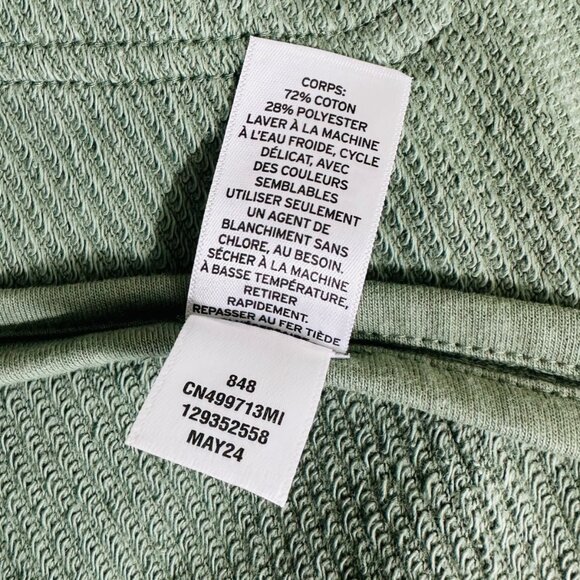 CORPS:
72% COTON
28% POLYESTER
LAVER À LA MACHINE
À L'EAU FROIDE, CYCLE
DÉLICAT, AVEC
DES COULEURS
SEMBLABLES
UTILISER SEULEMENT
UN AGENT DE
BLANCHIMENT SANS
CHLORE, AU BESOIN.
SÉCHER À LA MACHINE
À BASSE TEMPÉRATURE,
RETIRER
RAPIDEMENT.
REPASSER AU FER TIÈDE
848
CN499713MI
129352558
MAY24